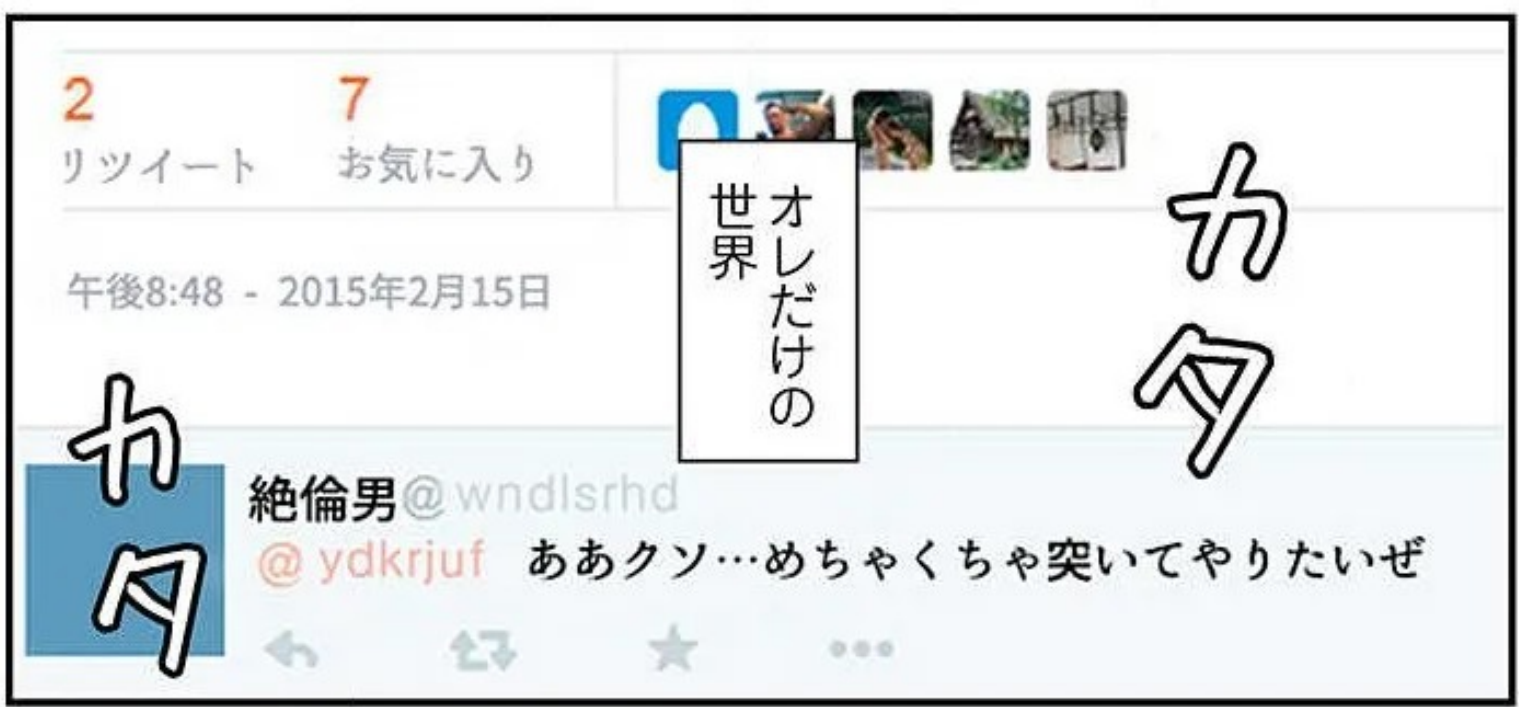 2 7
リツイート お気に入り
オレだけの
世界
カタ
午後8:48 - 2015年2月15日
カタ
絶倫男@wndlsrhd
@ydkrjuf ああクソ…めちゃくちゃ突いてやりたいぜ